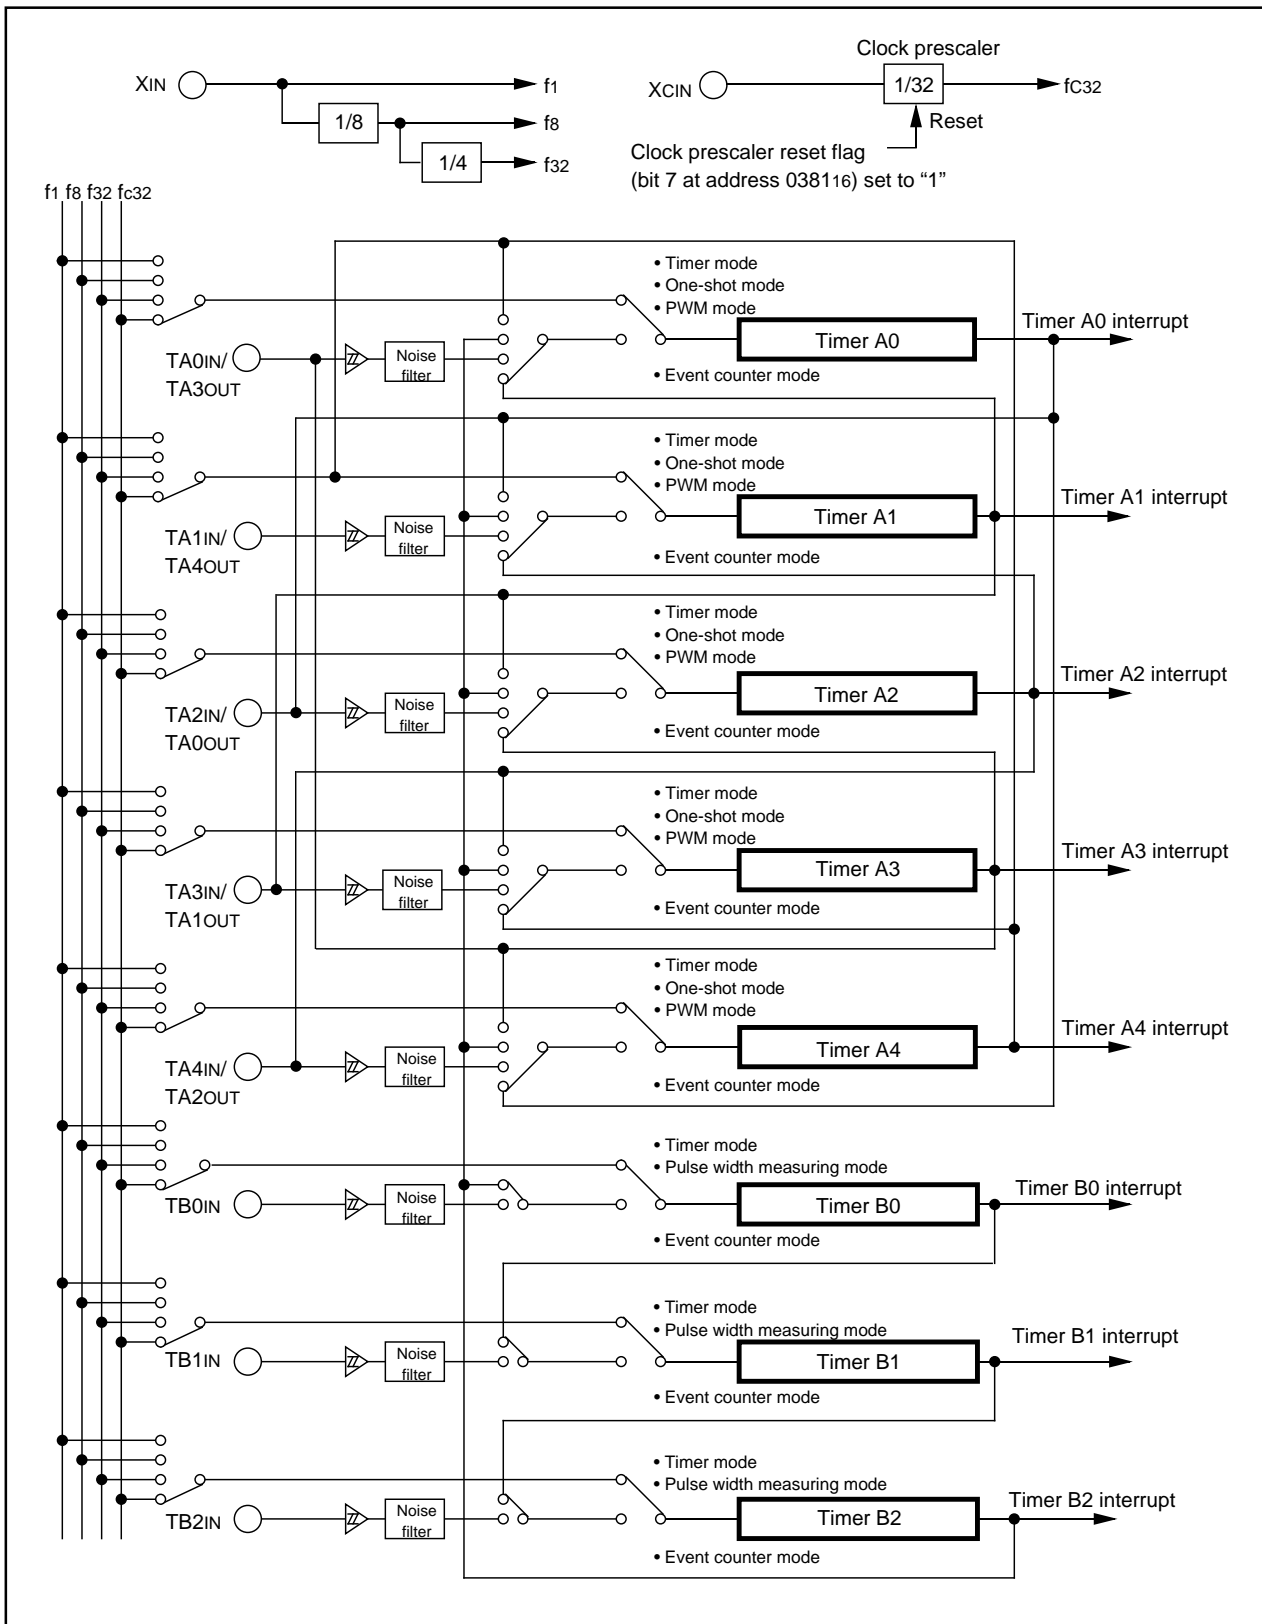 Clock prescaler
XIN
f1
XCIN
1/32
fC32
1/8
f8
Reset
1/4
f32
Clock prescaler reset flag
(bit 7 at address 038116) set to “1”
f1 f8 f32 fc32
• Timer mode
• One-shot mode
• PWM mode
Timer A0 interrupt
Timer A0
TA0IN/
TA3OUT
Noise
filter
• Event counter mode
• Timer mode
• One-shot mode
• PWM mode
Timer A1 interrupt
Timer A1
TA1IN/
TA4OUT
Noise
filter
• Event counter mode
• Timer mode
• One-shot mode
• PWM mode
Timer A2 interrupt
Timer A2
TA2IN/
TA0OUT
Noise
filter
• Event counter mode
• Timer mode
• One-shot mode
• PWM mode
Timer A3 interrupt
Timer A3
TA3IN/
TA1OUT
Noise
filter
• Event counter mode
• Timer mode
• One-shot mode
• PWM mode
Timer A4 interrupt
Timer A4
TA4IN/
TA2OUT
Noise
filter
• Event counter mode
• Timer mode
• Pulse width measuring mode
Timer B0 interrupt
TB0IN
Noise
filter
Timer B0
• Event counter mode
• Timer mode
• Pulse width measuring mode
Timer B1 interrupt
TB1IN
Noise
filter
Timer B1
• Event counter mode
• Timer mode
• Pulse width measuring mode
Timer B2 interrupt
TB2IN
Noise
filter
Timer B2
• Event counter mode